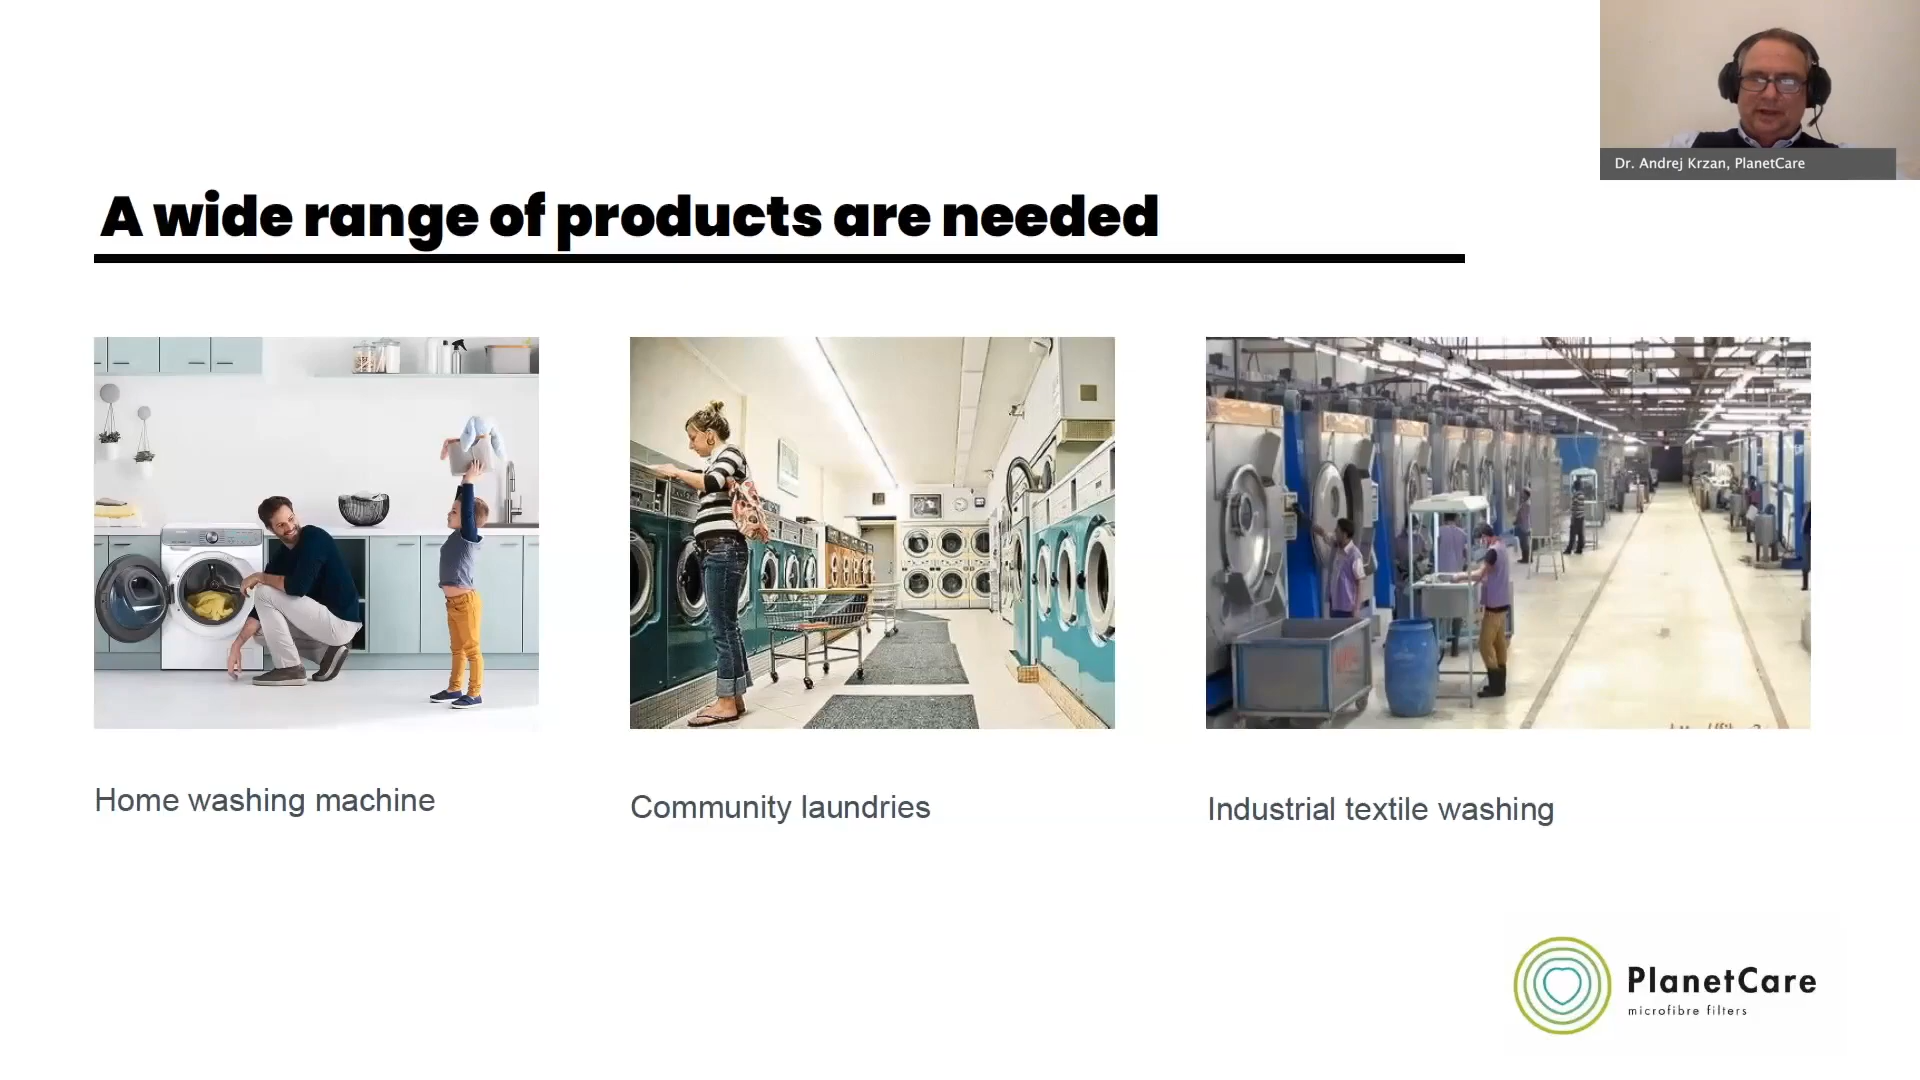 Dr. Andrej Krzan, PlanetCare
A wide range of products are needed
Home washing machine
Community laundries
Industrial textile washing
PlanetCare
microfibre filters